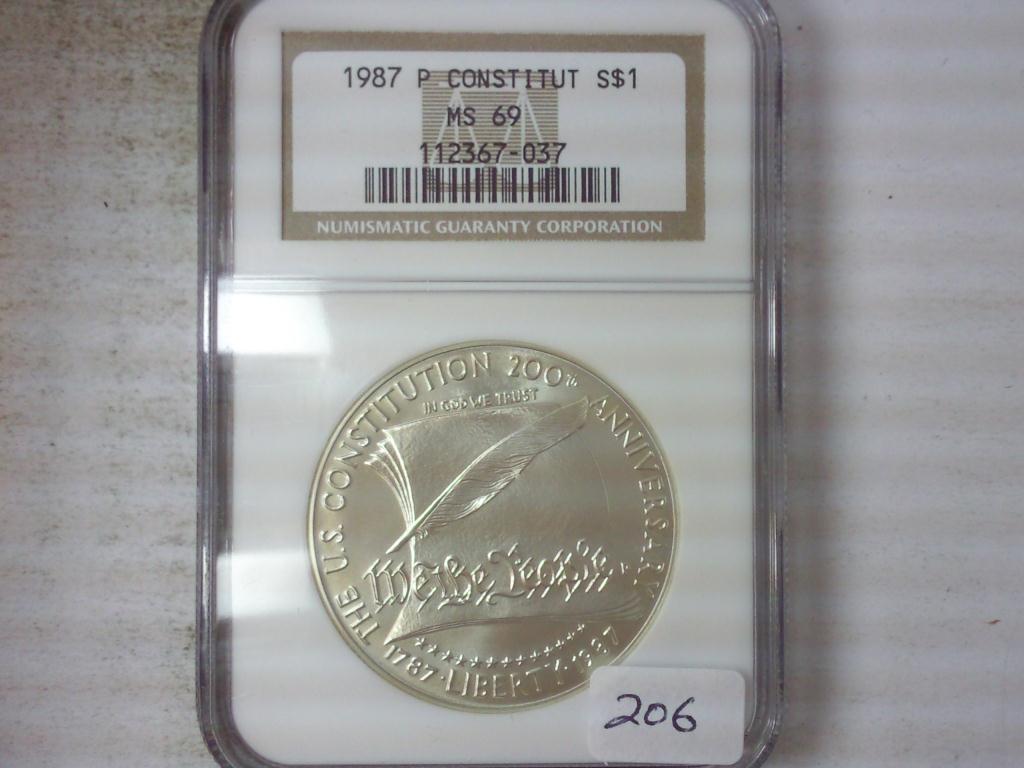 1987 P CONSTITUT S$1
MS 69
112367-037
NUMISMATIC GUARANTY CORPORATION
THE U.S. CONSTITUTION 200th ANNIVERSARY
IN GOD WE TRUST
We the People
1787 · LIBERTY · 1987
206